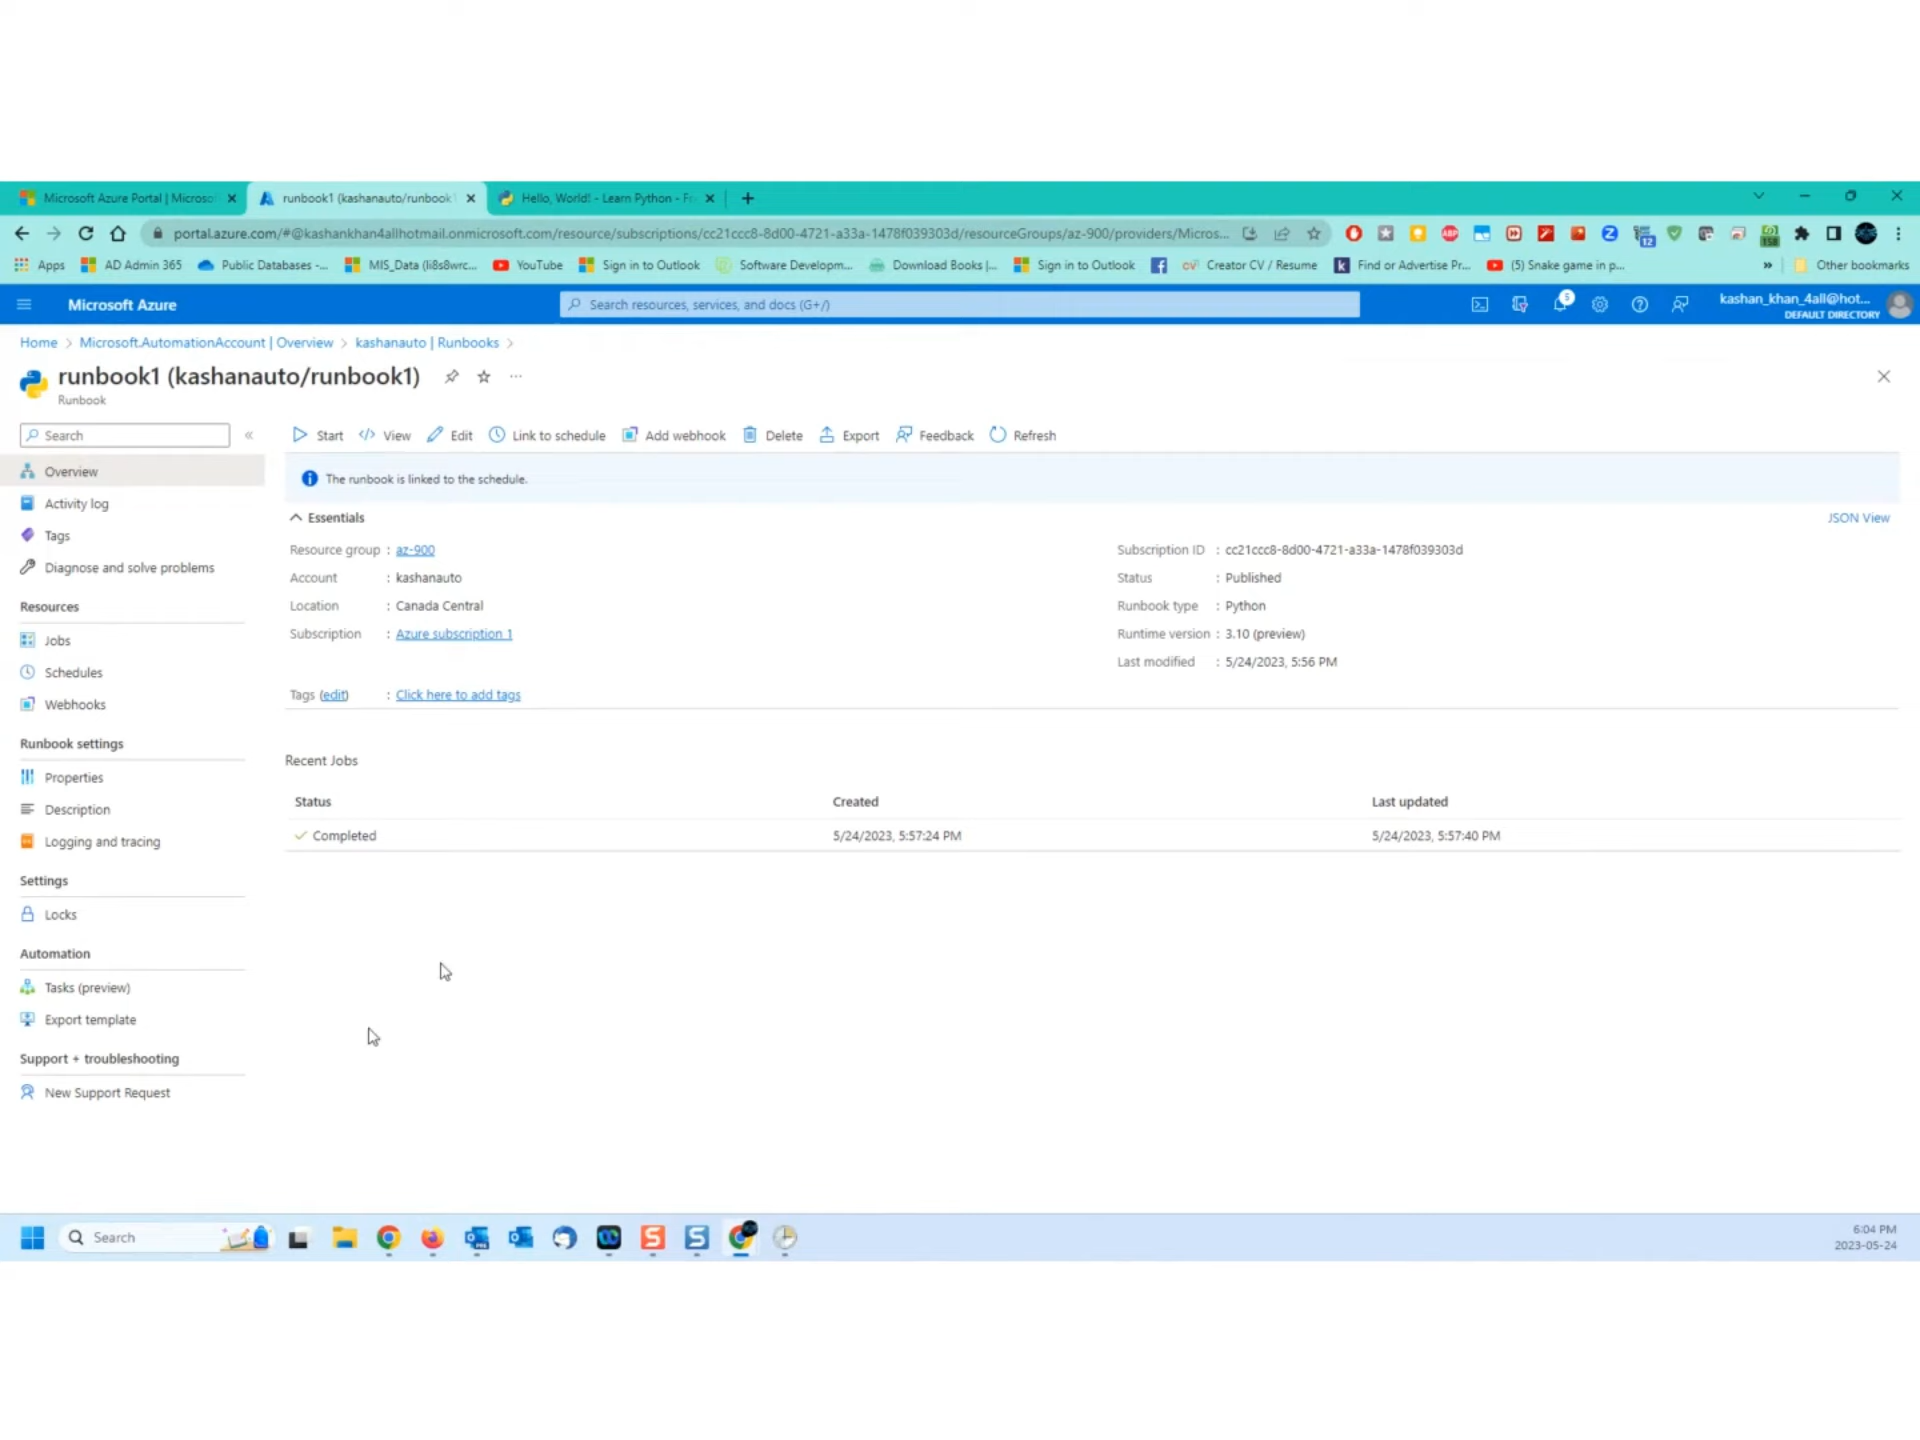 Microsoft Azure Portal | Microso
runbook1 (kashanauto/runbook1
Hello, World! - Learn Python - Fr
portal.azure.com/#@kashankhan4allhotmail.onmicrosoft.com/resource/subscriptions/cc21ccc8-8d00-4721-a33a-1478f039303d/resourceGroups/az-900/providers/Micros...
Apps
AD Admin 365
Public Databases -...
MIS_Data (li8s8wrc...
YouTube
Sign in to Outlook
Software Developm...
Download Books |...
Sign in to Outlook
Creator CV / Resume
Find or Advertise Pr...
(5) Snake game in p...
»
Other bookmarks
Microsoft Azure
Search resources, services, and docs (G+/)
5
kashan_khan_4all@hot...
DEFAULT DIRECTORY
Home > Microsoft.AutomationAccount | Overview > kashanauto | Runbooks >
runbook1 (kashanauto/runbook1)
Runbook
Search
«
Start
View
Edit
Link to schedule
Add webhook
Delete
Export
Feedback
Refresh
Overview
Activity log
Tags
Diagnose and solve problems
Resources
Jobs
Schedules
Webhooks
Runbook settings
Properties
Description
Logging and tracing
Settings
Locks
Automation
Tasks (preview)
Export template
Support + troubleshooting
New Support Request
The runbook is linked to the schedule.
Essentials
JSON View
Resource group : az-900
Account : kashanauto
Location : Canada Central
Subscription : Azure subscription 1
Subscription ID : cc21ccc8-8d00-4721-a33a-1478f039303d
Status : Published
Runbook type : Python
Runtime version : 3.10 (preview)
Last modified : 5/24/2023, 5:56 PM
Tags (edit) : Click here to add tags
Recent Jobs
Status Created Last updated
Completed 5/24/2023, 5:57:24 PM 5/24/2023, 5:57:40 PM
Search
6:04 PM
2023-05-24